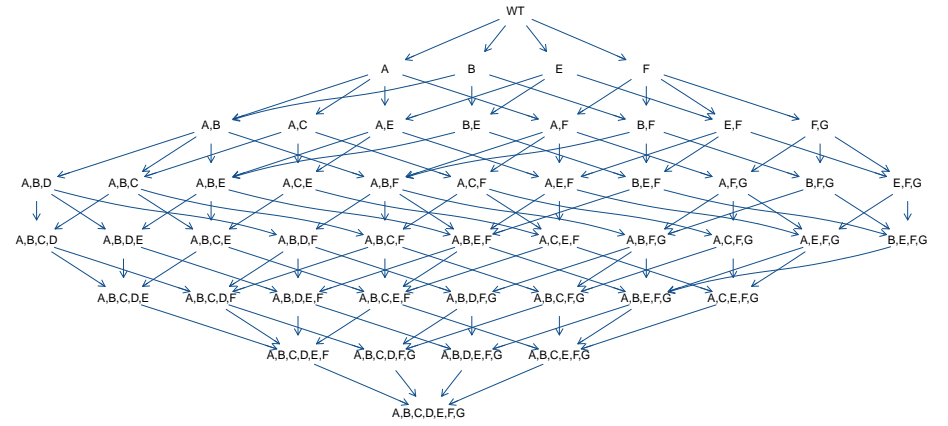 WT
A B E F
A,B A,C A,E B,E A,F B,F E,F F,G
A,B,D A,B,C A,B,E A,C,E A,B,F A,C,F A,E,F B,E,F A,F,G B,F,G E,F,G
A,B,C,D A,B,D,E A,B,C,E A,B,D,F A,B,C,F A,B,E,F A,C,E,F A,B,F,G A,C,F,G A,E,F,G B,E,F,G
A,B,C,D,E A,B,C,D,F A,B,D,E,F A,B,C,E,F A,B,D,F,G A,B,C,F,G A,B,E,F,G A,C,E,F,G
A,B,C,D,E,F A,B,C,D,F,G A,B,D,E,F,G A,B,C,E,F,G
A,B,C,D,E,F,G